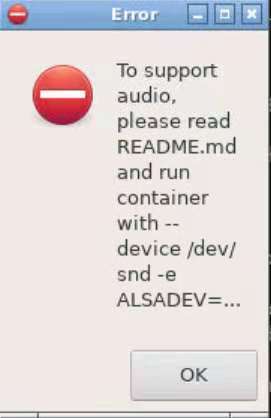 Error
To support
audio,
please read
README.md
and run
container
with --
device /dev/
snd -e
ALSADEV=...
OK